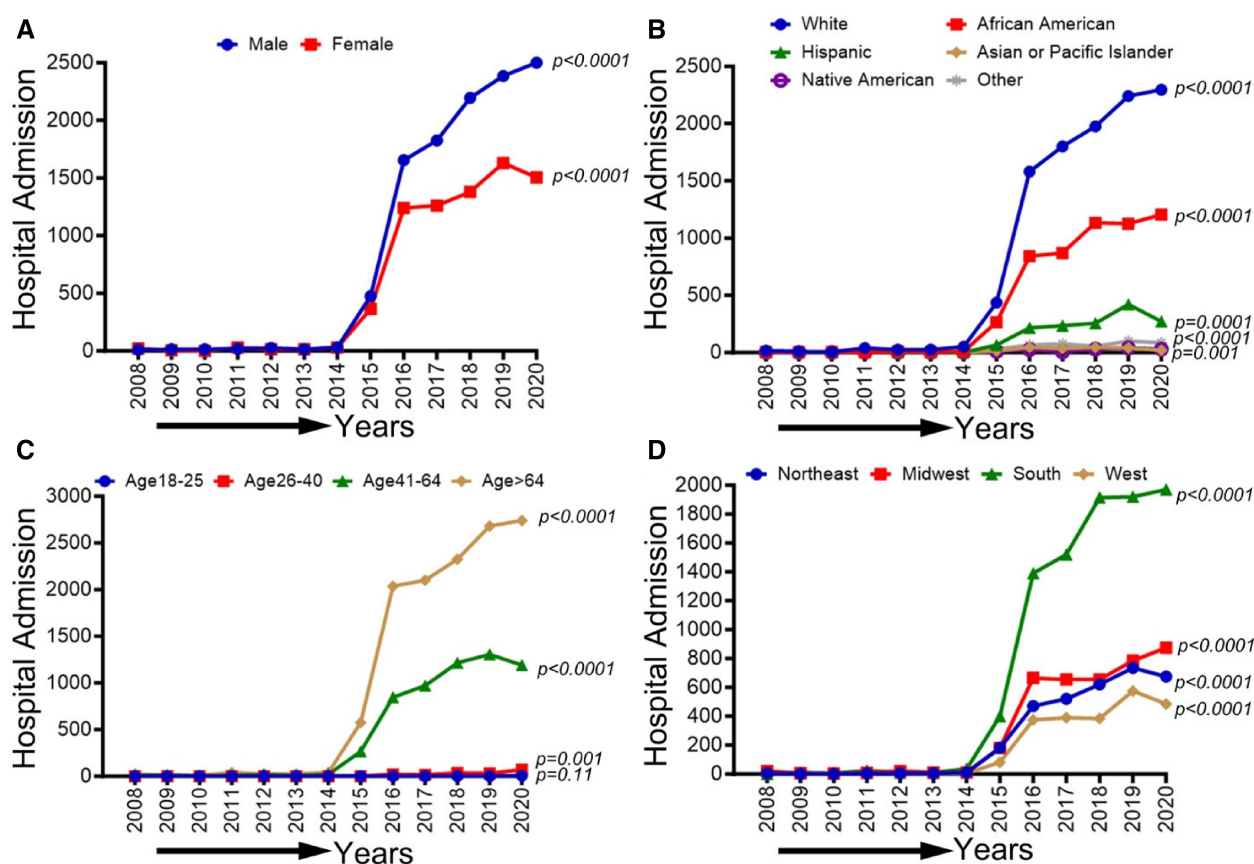 A
Male Female
Hospital Admission
2500
2000
1500
1000
500
0
p<0.0001
p<0.0001
2008 2009 2010 2011 2012 2013 2014 2015 2016 2017 2018 2019 2020
Years
B
White African American
Hispanic Asian or Pacific Islander
Native American Other
Hospital Admission
2500
2000
1500
1000
500
0
p<0.0001
p<0.0001
p=0.0001
p<0.0001
p=0.001
2008 2009 2010 2011 2012 2013 2014 2015 2016 2017 2018 2019 2020
Years
C
Age18-25 Age26-40 Age41-64 Age>64
Hospital Admission
3000
2500
2000
1500
1000
500
0
p<0.0001
p<0.0001
p=0.001
p=0.11
2008 2009 2010 2011 2012 2013 2014 2015 2016 2017 2018 2019 2020
Years
D
Northeast Midwest South West
Hospital Admission
2000
1800
1600
1400
1200
1000
800
600
400
200
0
p<0.0001
p<0.0001
p<0.0001
p<0.0001
2008 2009 2010 2011 2012 2013 2014 2015 2016 2017 2018 2019 2020
Years